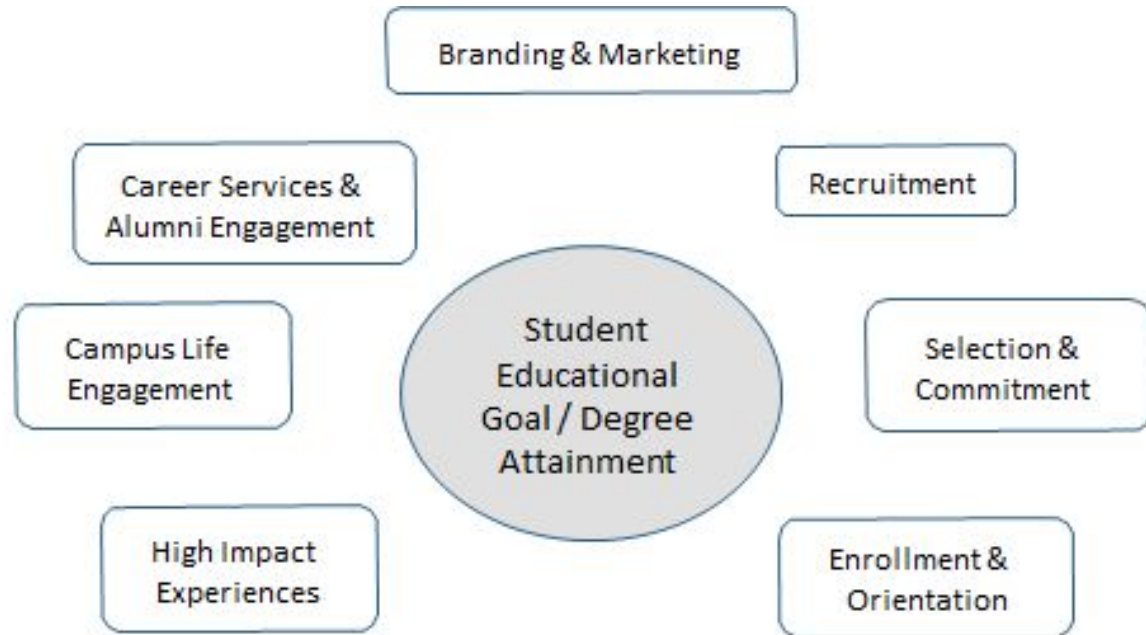 Branding & Marketing
Career Services &
Alumni Engagement
Recruitment
Student
Educational
Goal / Degree
Attainment
Campus Life
Engagement
Selection &
Commitment
High Impact
Experiences
Enrollment &
Orientation